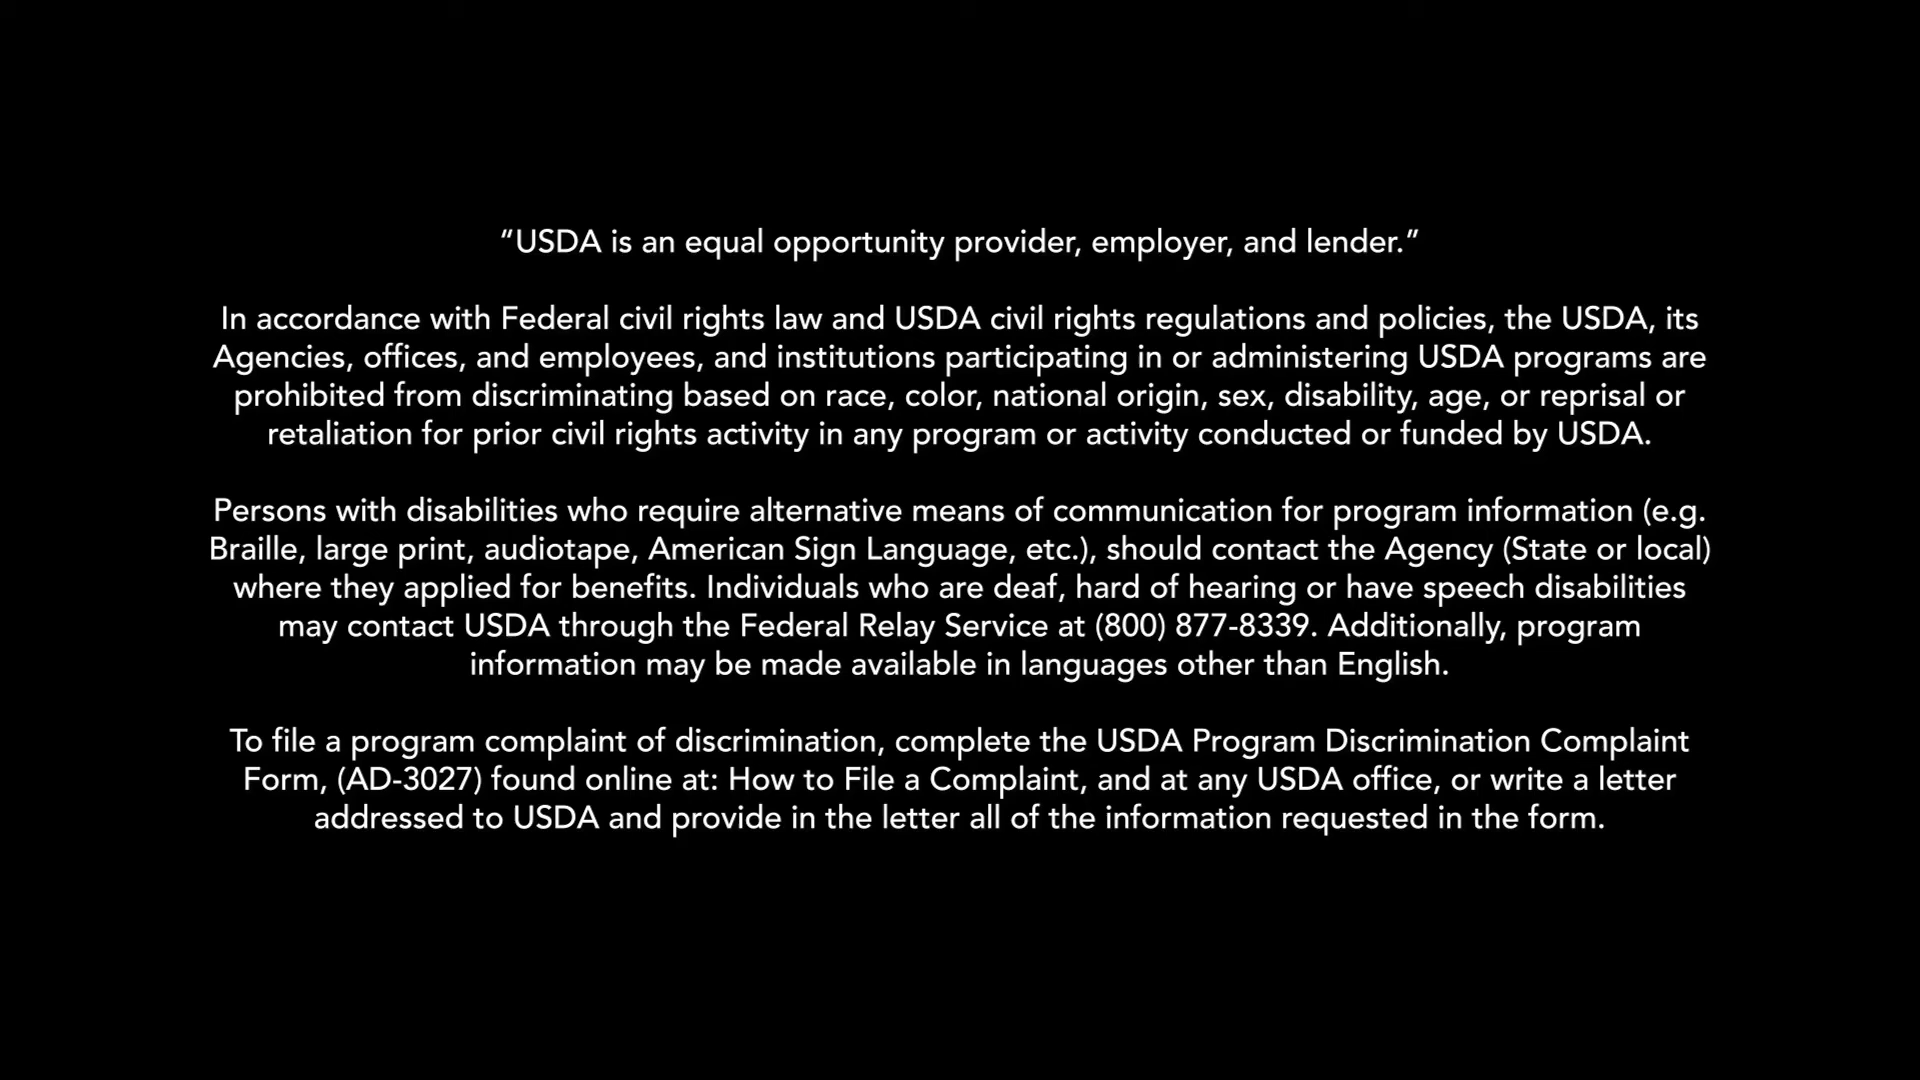 “USDA is an equal opportunity provider, employer, and lender.”
In accordance with Federal civil rights law and USDA civil rights regulations and policies, the USDA, its
Agencies, offices, and employees, and institutions participating in or administering USDA programs are
prohibited from discriminating based on race, color, national origin, sex, disability, age, or reprisal or
retaliation for prior civil rights activity in any program or activity conducted or funded by USDA.
Persons with disabilities who require alternative means of communication for program information (e.g.
Braille, large print, audiotape, American Sign Language, etc.), should contact the Agency (State or local)
where they applied for benefits. Individuals who are deaf, hard of hearing or have speech disabilities
may contact USDA through the Federal Relay Service at (800) 877-8339. Additionally, program
information may be made available in languages other than English.
To file a program complaint of discrimination, complete the USDA Program Discrimination Complaint
Form, (AD-3027) found online at: How to File a Complaint, and at any USDA office, or write a letter
addressed to USDA and provide in the letter all of the information requested in the form.